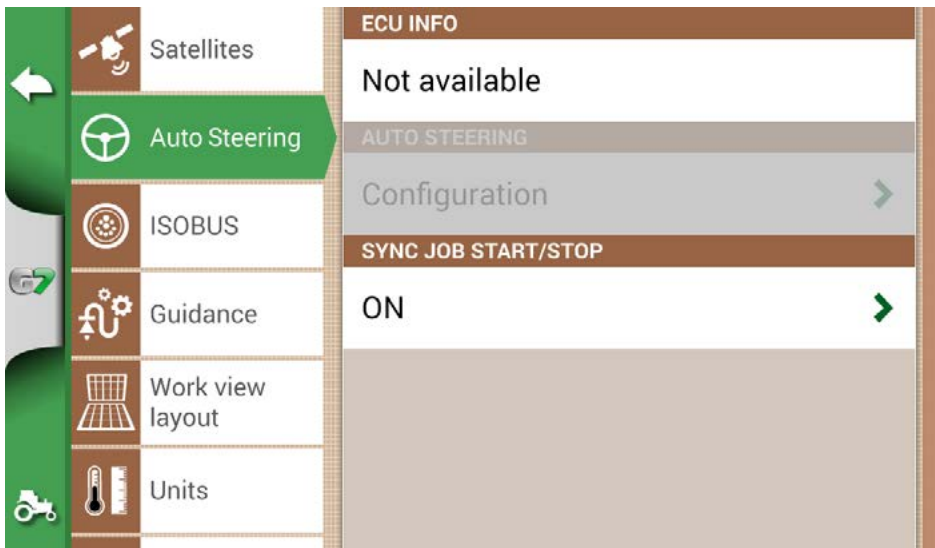 Satellites
Auto Steering
ISOBUS
Guidance
Work view
layout
Units
G7
ECU INFO
Not available
AUTO STEERING
Configuration
SYNC JOB START/STOP
ON